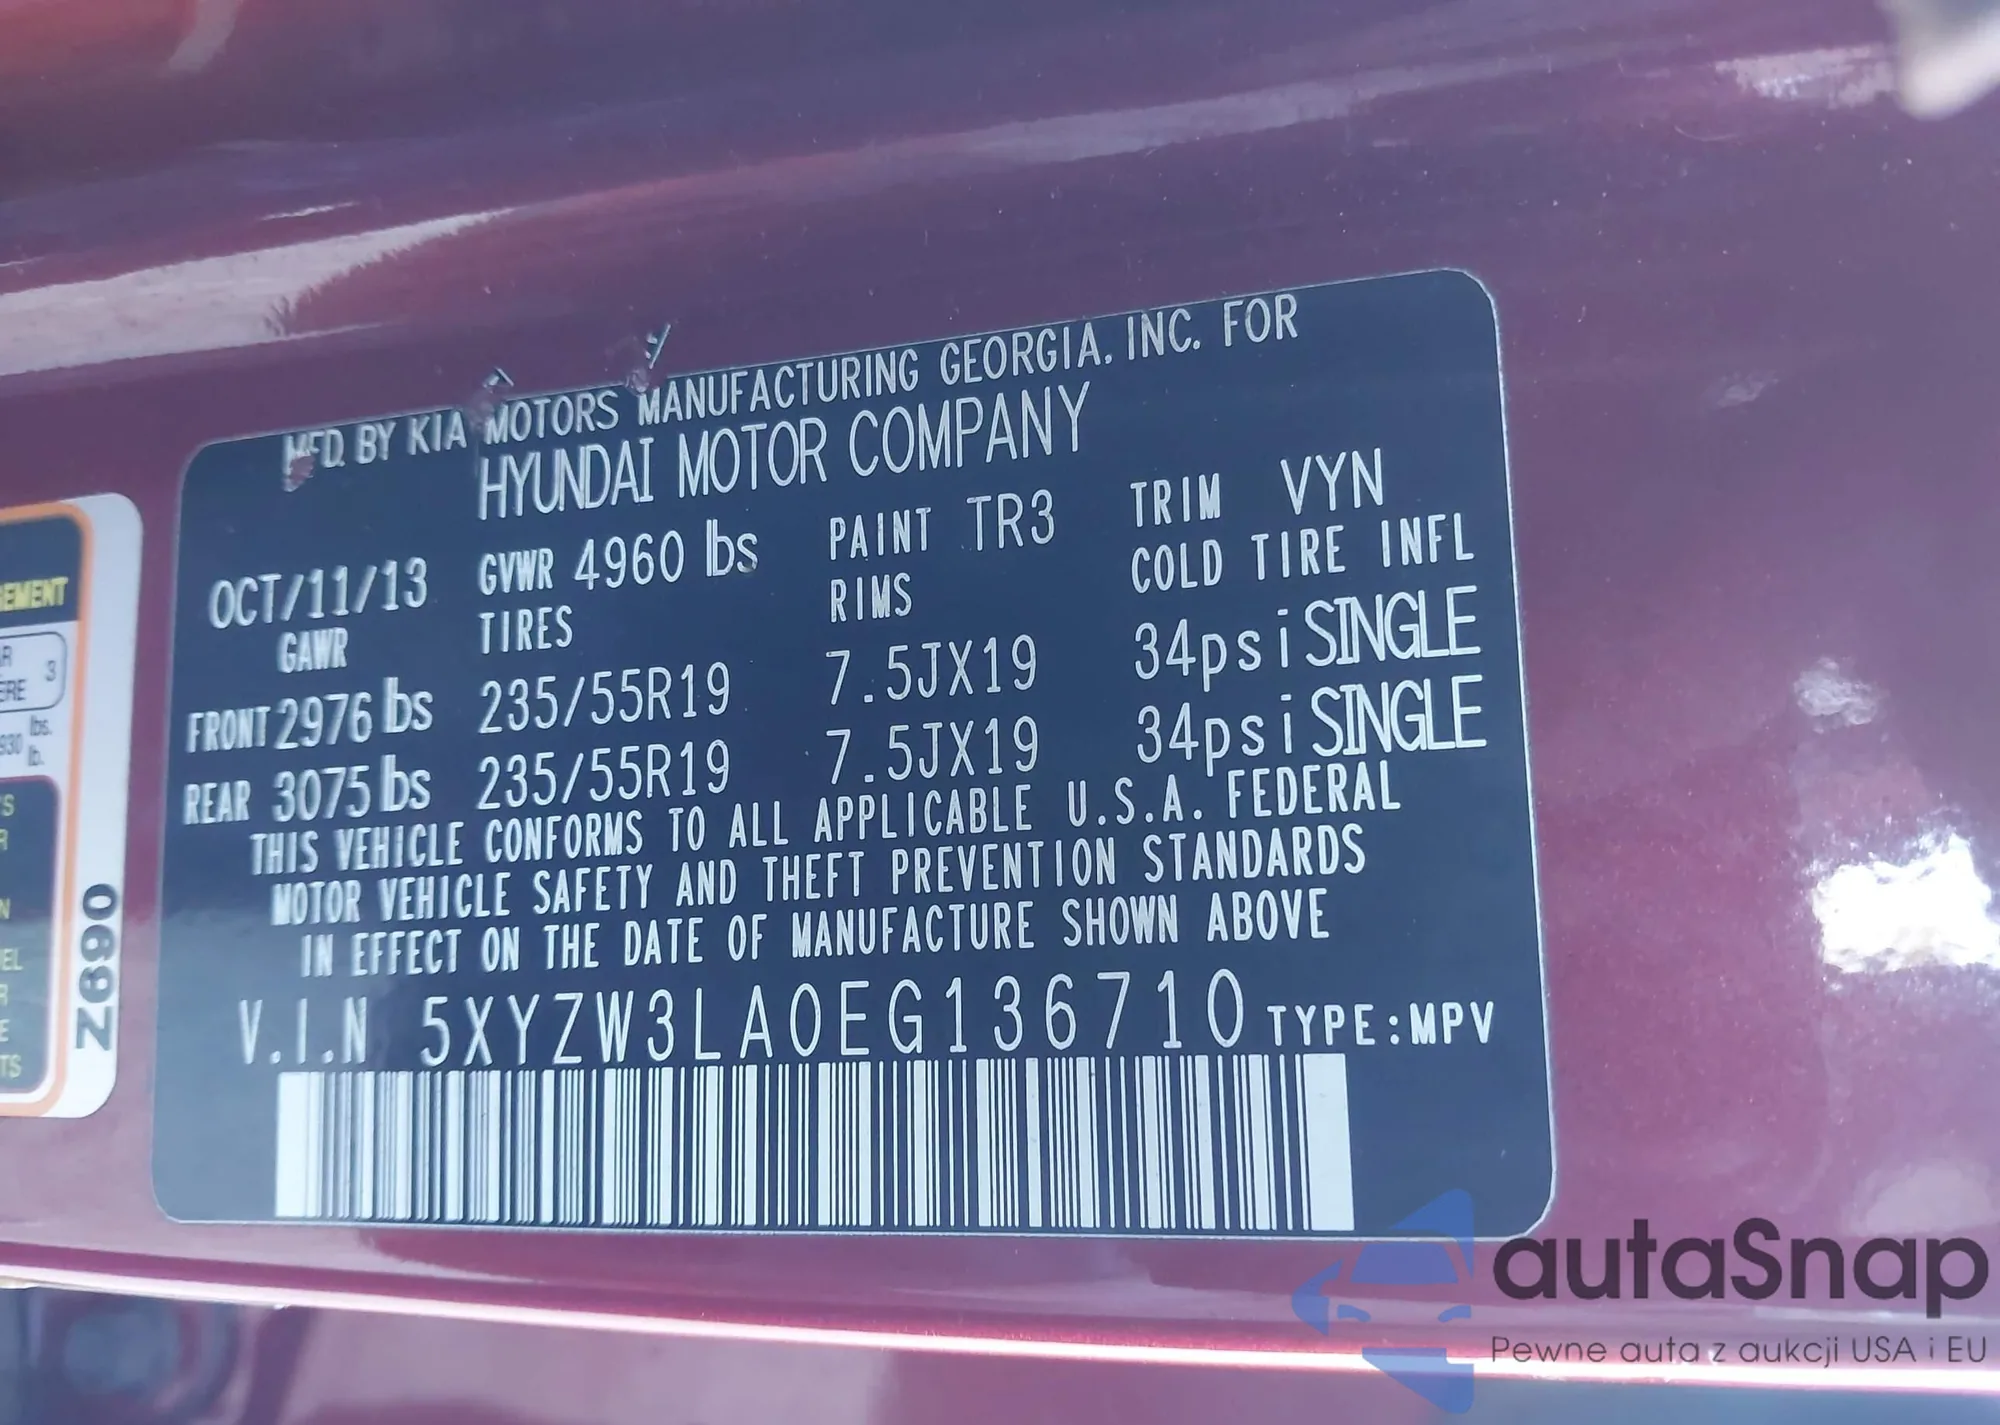 MFD. BY KIA MOTORS MANUFACTURING GEORGIA. INC. FOR
HYUNDAI MOTOR COMPANY
OCT/11/13 GVWR 4960 lbs PAINT TR3 TRIM VYN
GAWR TIRES RIMS COLD TIRE INFL
FRONT 2976 lbs 235/55R19 7.5JX19 34psi SINGLE
REAR 3075 lbs 235/55R19 7.5JX19 34psi SINGLE
THIS VEHICLE CONFORMS TO ALL APPLICABLE U.S.A. FEDERAL
MOTOR VEHICLE SAFETY AND THEFT PREVENTION STANDARDS
IN EFFECT ON THE DATE OF MANUFACTURE SHOWN ABOVE
V.I.N 5XYZW3LA0EG136710 TYPE:MPV
3
lbs.
lb.
Z690
autaSnap
Pewne auta z aukcji USA i EU